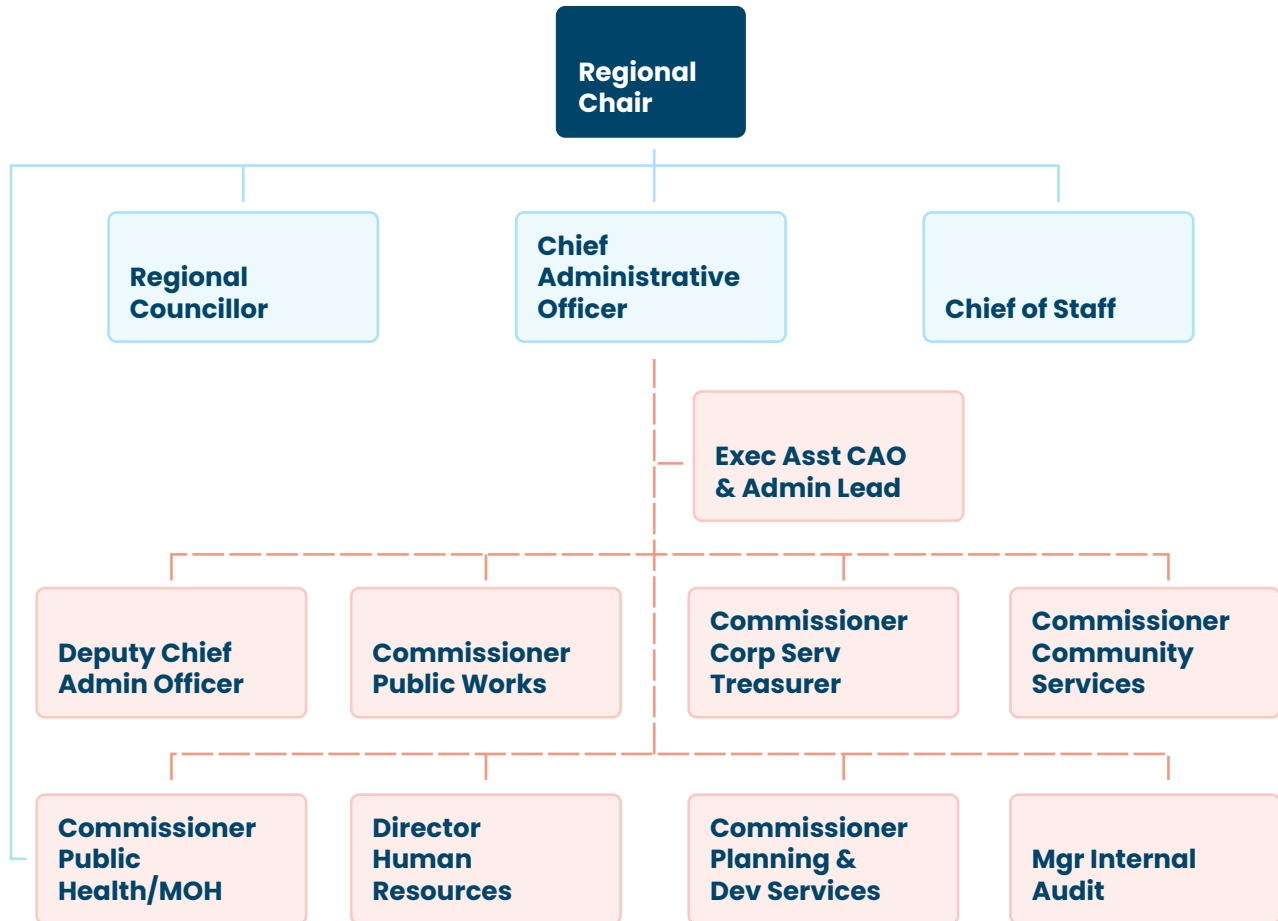 Regional
Chair
Regional
Councillor
Chief
Administrative
Officer
Chief of Staff
Exec Asst CAO
& Admin Lead
Deputy Chief
Admin Officer
Commissioner
Public Works
Commissioner
Corp Serv
Treasurer
Commissioner
Community
Services
Commissioner
Public
Health/MOH
Director
Human
Resources
Commissioner
Planning &
Dev Services
Mgr Internal
Audit